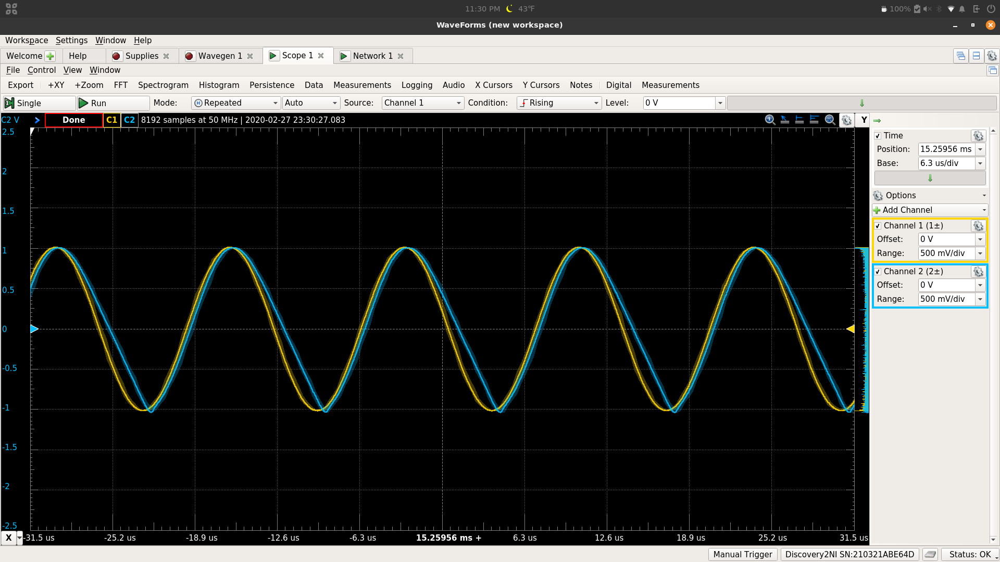 11:30 PM 43°F 100%
WaveForms (new workspace)
Workspace Settings Window Help
Welcome Help Supplies Wavegen 1 Scope 1 Network 1
File Control View Window
Export +XY +Zoom FFT Spectrogram Histogram Persistence Data Measurements Logging Audio X Cursors Y Cursors Notes Digital Measurements
Single Run Mode: Repeated Auto Source: Channel 1 Condition: Rising Level: 0 V
C2 V Done C1 C2 8192 samples at 50 MHz | 2020-02-27 23:30:27.083 Y
2.5
2
1.5
1
0.5
0
-0.5
-1
-1.5
-2
-2.5
X -31.5 us -25.2 us -18.9 us -12.6 us -6.3 us 15.25956 ms + 6.3 us 12.6 us 18.9 us 25.2 us 31.5 us
Time
Position: 15.25956 ms
Base: 6.3 us/div
Options
Add Channel
Channel 1 (1±)
Offset: 0 V
Range: 500 mV/div
Channel 2 (2±)
Offset: 0 V
Range: 500 mV/div
Manual Trigger Discovery2NI SN:210321ABE64D Status: OK